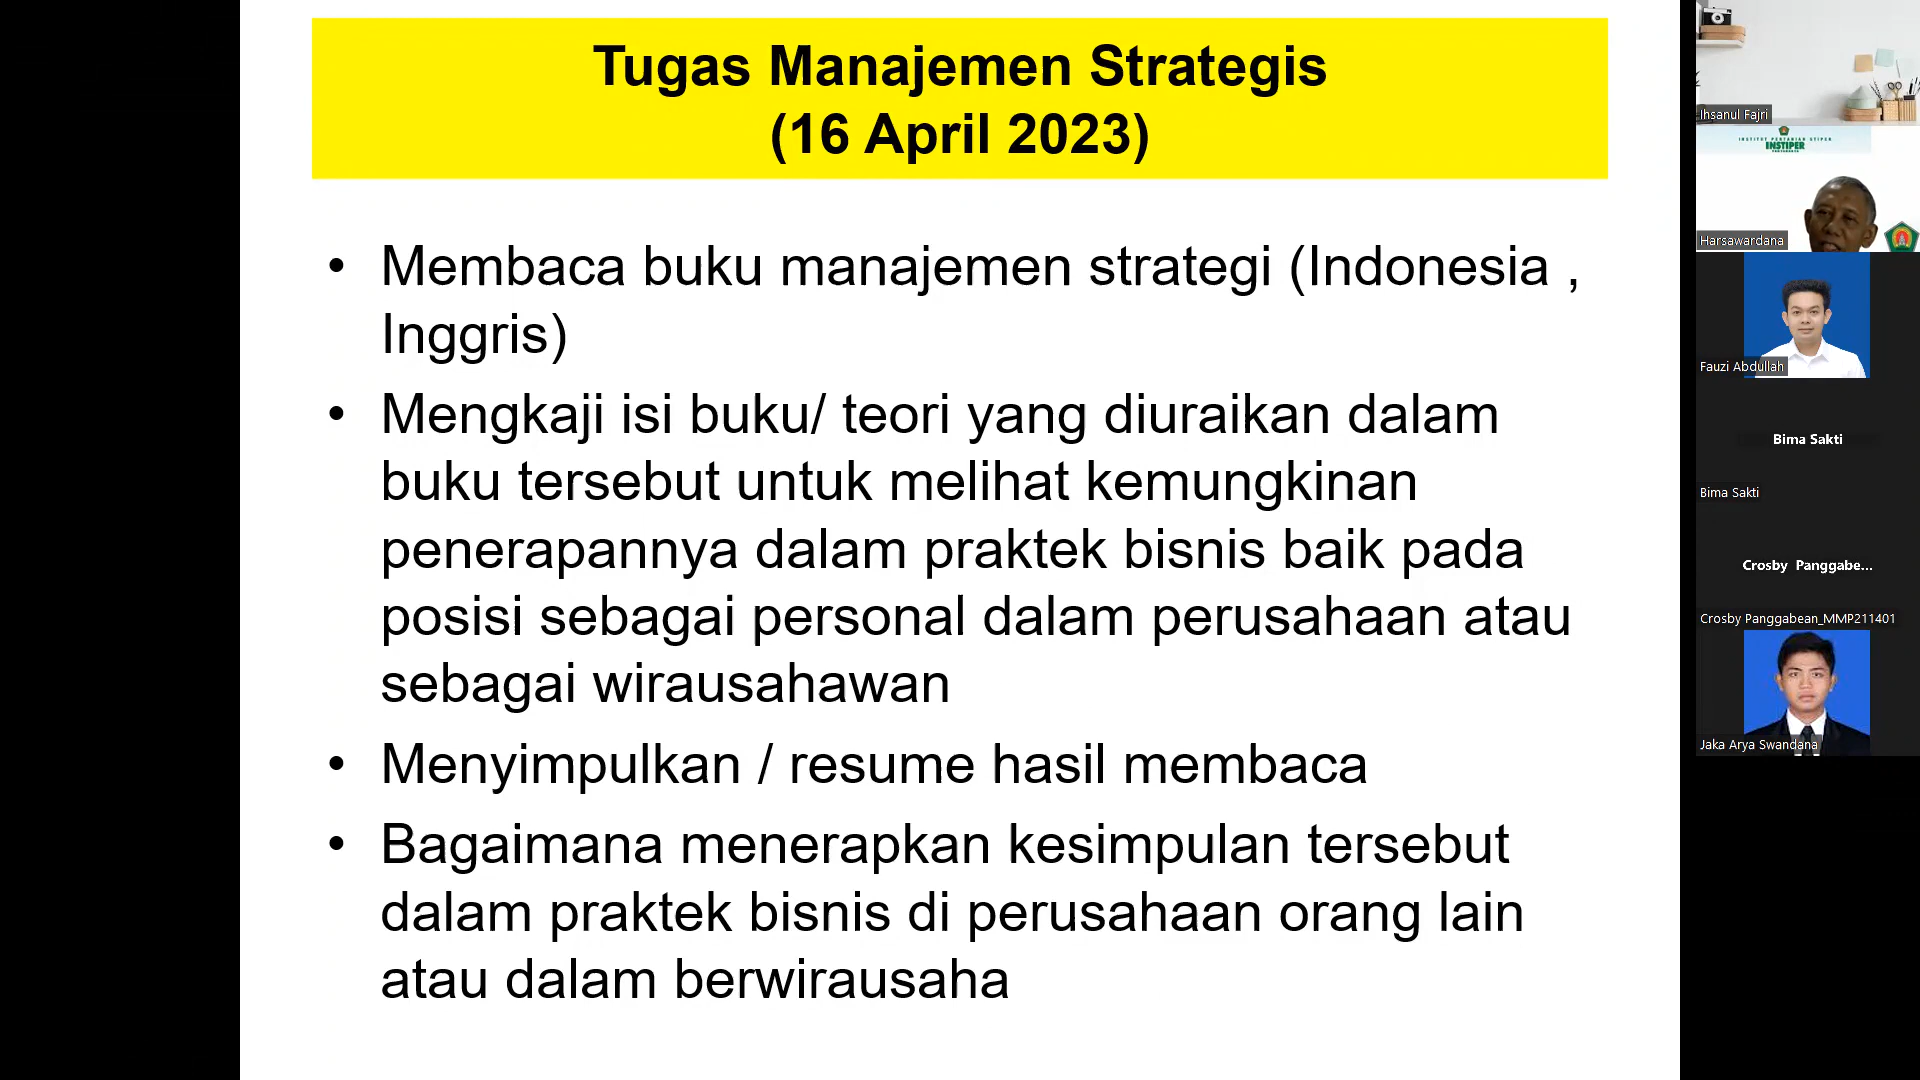 Tugas Manajemen Strategis
(16 April 2023)
• Membaca buku manajemen strategi (Indonesia ,
Inggris)
• Mengkaji isi buku/ teori yang diuraikan dalam
buku tersebut untuk melihat kemungkinan
penerapannya dalam praktek bisnis baik pada
posisi sebagai personal dalam perusahaan atau
sebagai wirausahawan
• Menyimpulkan / resume hasil membaca
• Bagaimana menerapkan kesimpulan tersebut
dalam praktek bisnis di perusahaan orang lain
atau dalam berwirausaha
Ihsanul Fajri
INSTITUT PERTANIAN STIPER
INSTIPER
Harsawardana
Fauzi Abdullah
Bima Sakti
Bima Sakti
Crosby Panggabe...
Crosby Panggabean_MMP211401
Jaka Arya Swandana